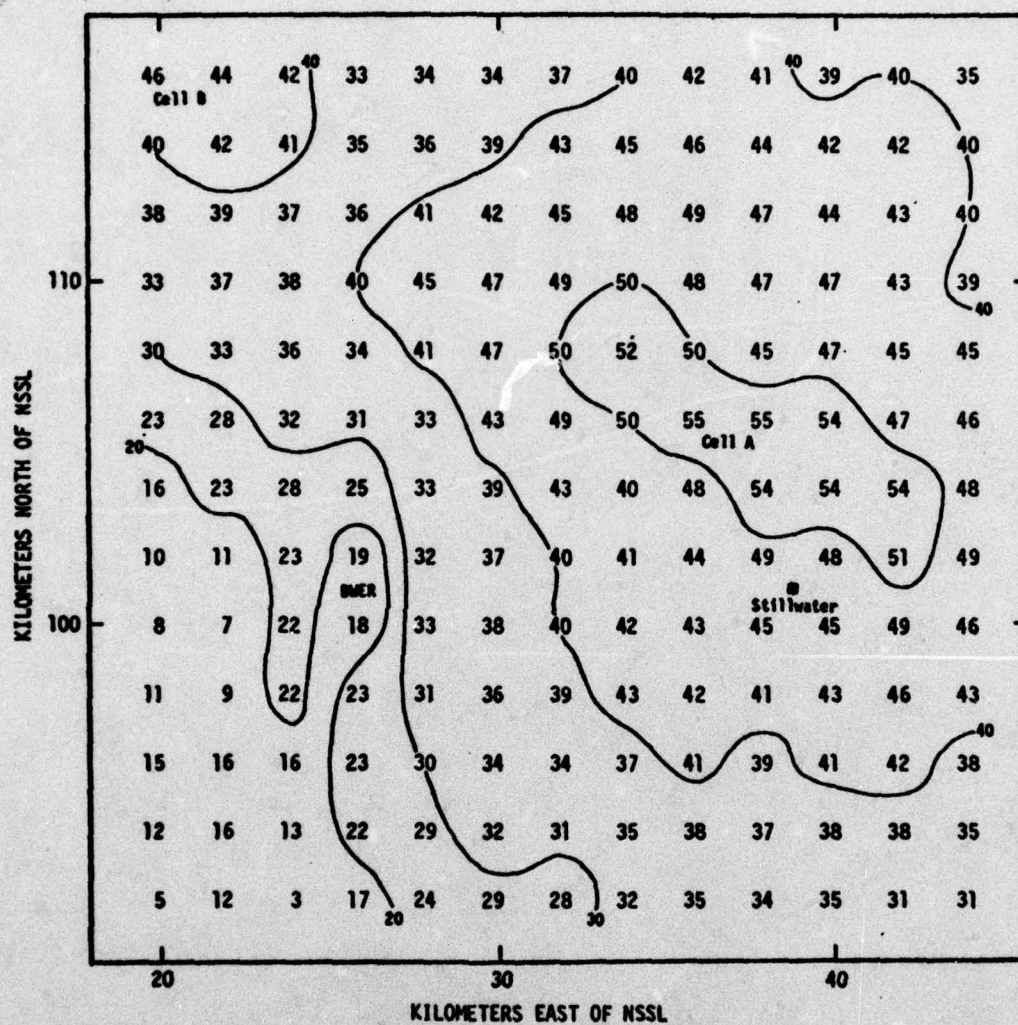 40 40
46 44 42 33 34 34 37 40 42 41 39 40 35
Cell B
40 42 41 35 36 39 43 45 46 44 42 42 40
38 39 37 36 41 42 45 48 49 47 44 43 40
110 33 37 38 40 45 47 49 50 48 47 47 43 39
40
30 33 36 34 41 47 50 52 50 45 47 45 45
23 28 32 31 33 43 49 50 55 55 54 47 46
20 Cell A
16 23 28 25 33 39 43 40 48 54 54 54 48
10 11 23 19 32 37 40 41 44 49 48 51 49
BWER
Stillwater
100 8 7 22 18 33 38 40 42 43 45 45 49 46
11 9 22 23 31 36 39 43 42 41 43 46 43
40
15 16 16 23 30 34 34 37 41 39 41 42 38
12 16 13 22 29 32 31 35 38 37 38 38 35
5 12 3 17 24 29 28 32 35 34 35 31 31
20 30
20 30 40
KILOMETERS EAST OF NSSL
KILOMETERS NORTH OF NSSL